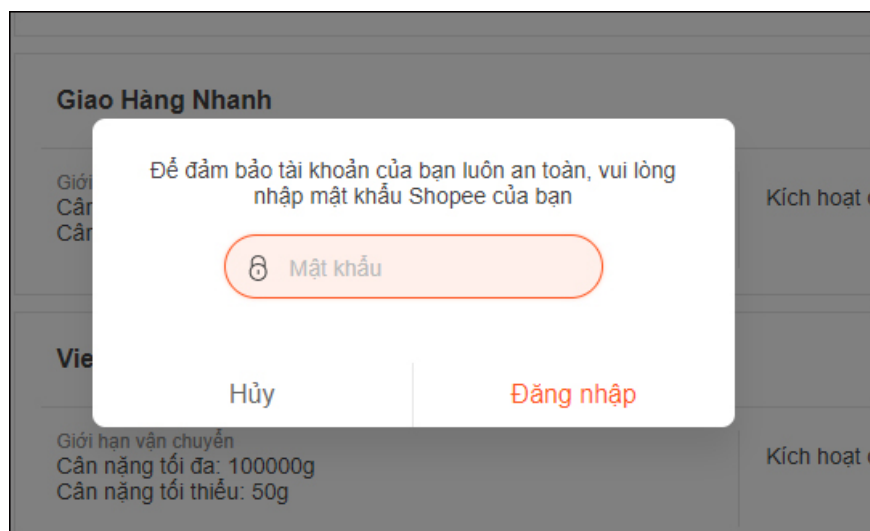 Giao Hàng Nhanh
Để đảm bảo tài khoản của bạn luôn an toàn, vui lòng
nhập mật khẩu Shopee của bạn
Giới
Kích hoạt
Mật khẩu
Vie
Hủy
Đăng nhập
Giới hạn vận chuyển
Cân nặng tối đa: 100000g
Kích hoạt
Cân nặng tối thiểu: 50g